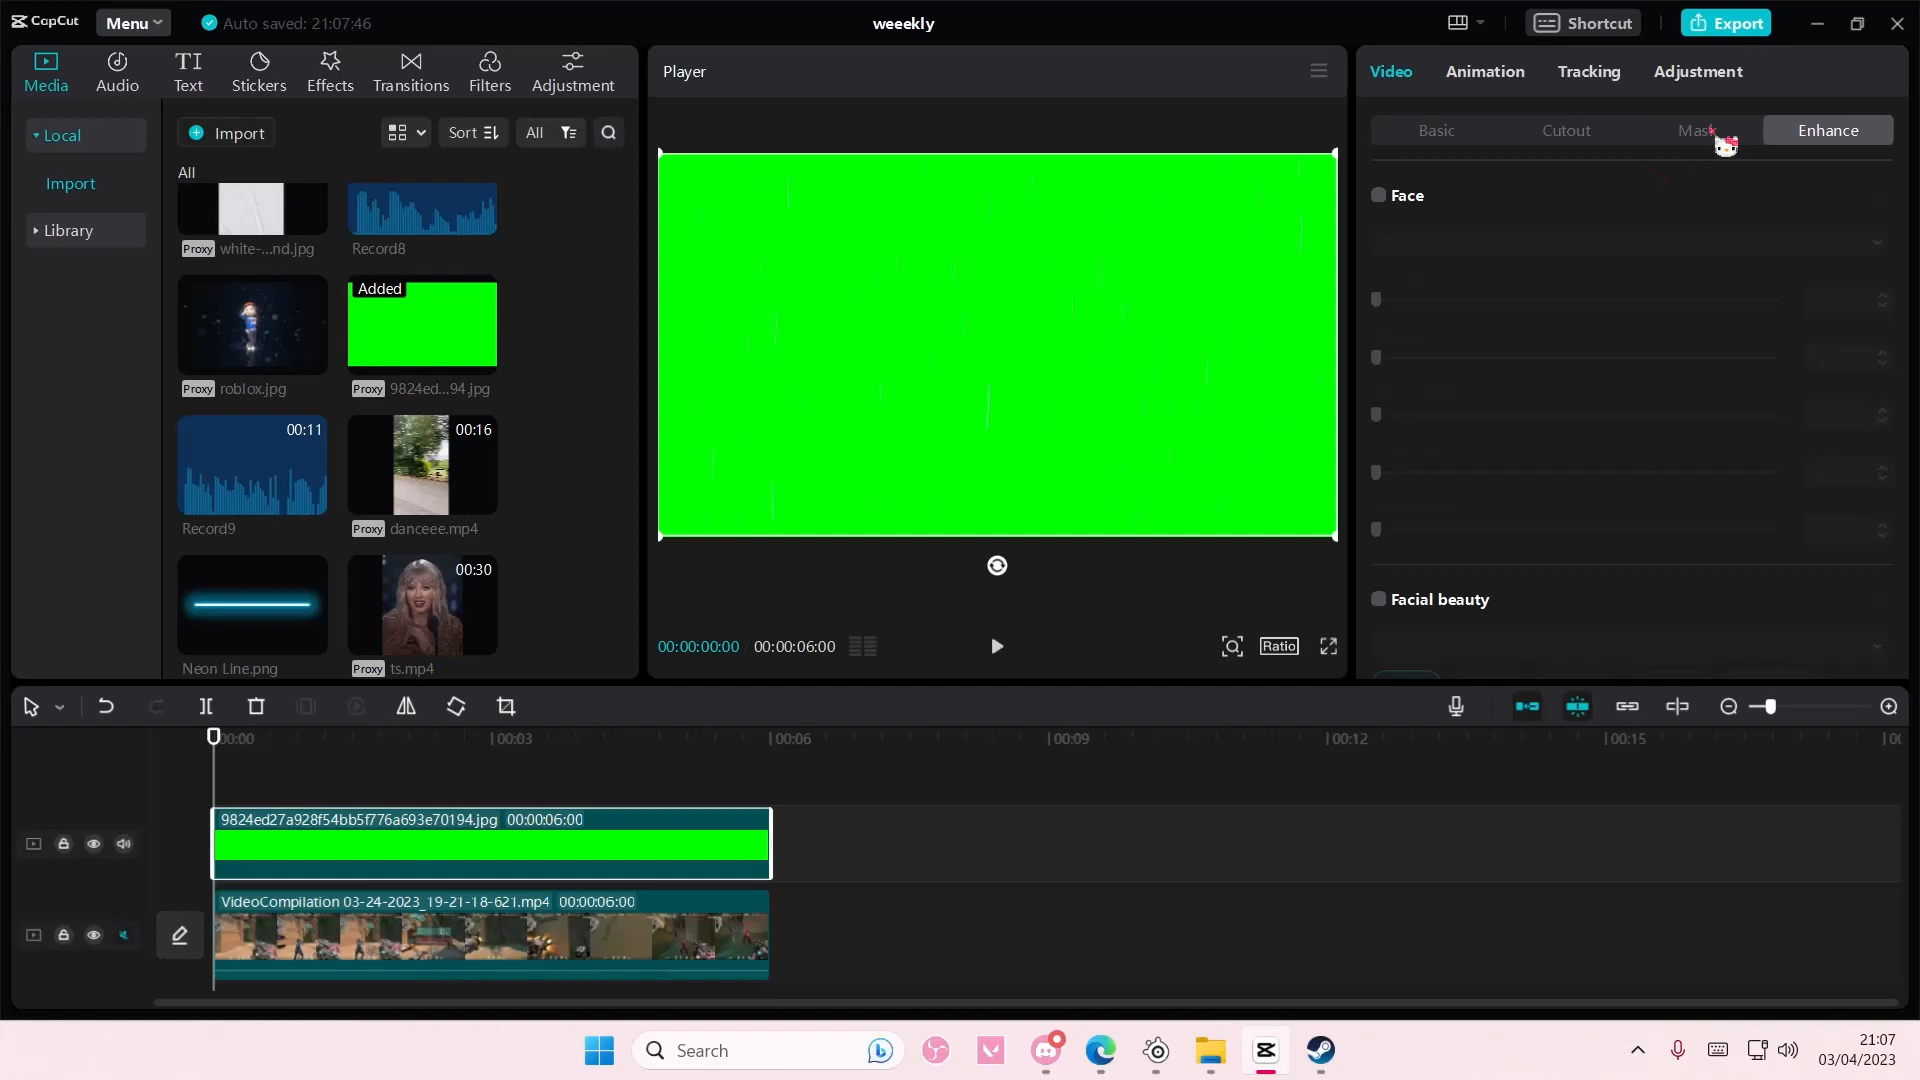 CapCut
Menu
Auto saved: 21:07:46
weeekly
Shortcut
Export
Media
Audio
Text
Stickers
Effects
Transitions
Filters
Adjustment
Local
Import
Library
Import
Sort
All
All
Proxy white-...nd.jpg
Record8
Proxy roblox.jpg
Added
Proxy 9824ed...94.jpg
00:11
Record9
00:16
Proxy danceee.mp4
Neon Line.png
00:30
Proxy ts.mp4
Player
00:00:00:00 00:00:06:00
Ratio
Video
Animation
Tracking
Adjustment
Basic
Cutout
Mask
Enhance
Face
Facial beauty
00:00
00:03
00:06
00:09
00:12
00:15
9824ed27a928f54bb5f776a693e70194.jpg 00:00:06:00
VideoCompilation 03-24-2023_19-21-18-621.mp4 00:00:06:00
Search
21:07
03/04/2023